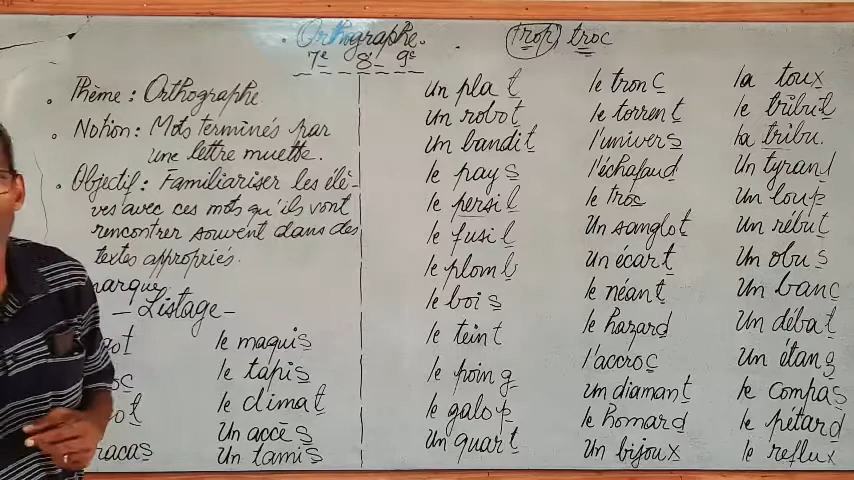 Orthographe.
7e 8e 9e
trop troc
Thème : Orthographe
Notion : Mots terminés par
une lettre muette.
Objectif : Familiariser les élè-
ves avec ces mots qu'ils vont
rencontrer souvent dans des
textes appropriés.
marque
- Listage -
racas
le maquis
le tapis
le climat
Un accès
Un tamis
un plat
un robot
un bandit
le pays
le persil
le fusil
le plomb
le bois
le teint
le poing
le galop
un quart
le tronc
le torrent
l'univers
l'échafaud
le troc
Un sanglot
un écart
le néant
le hazard
l'accroc
un diamant
le homard
Un bijoux
la toux
le tribut
la tribu.
Un tyran
Un loup
Un rébut
Un obus
Un banc
Un débat
Un étang
le compas
le pétard
le reflux